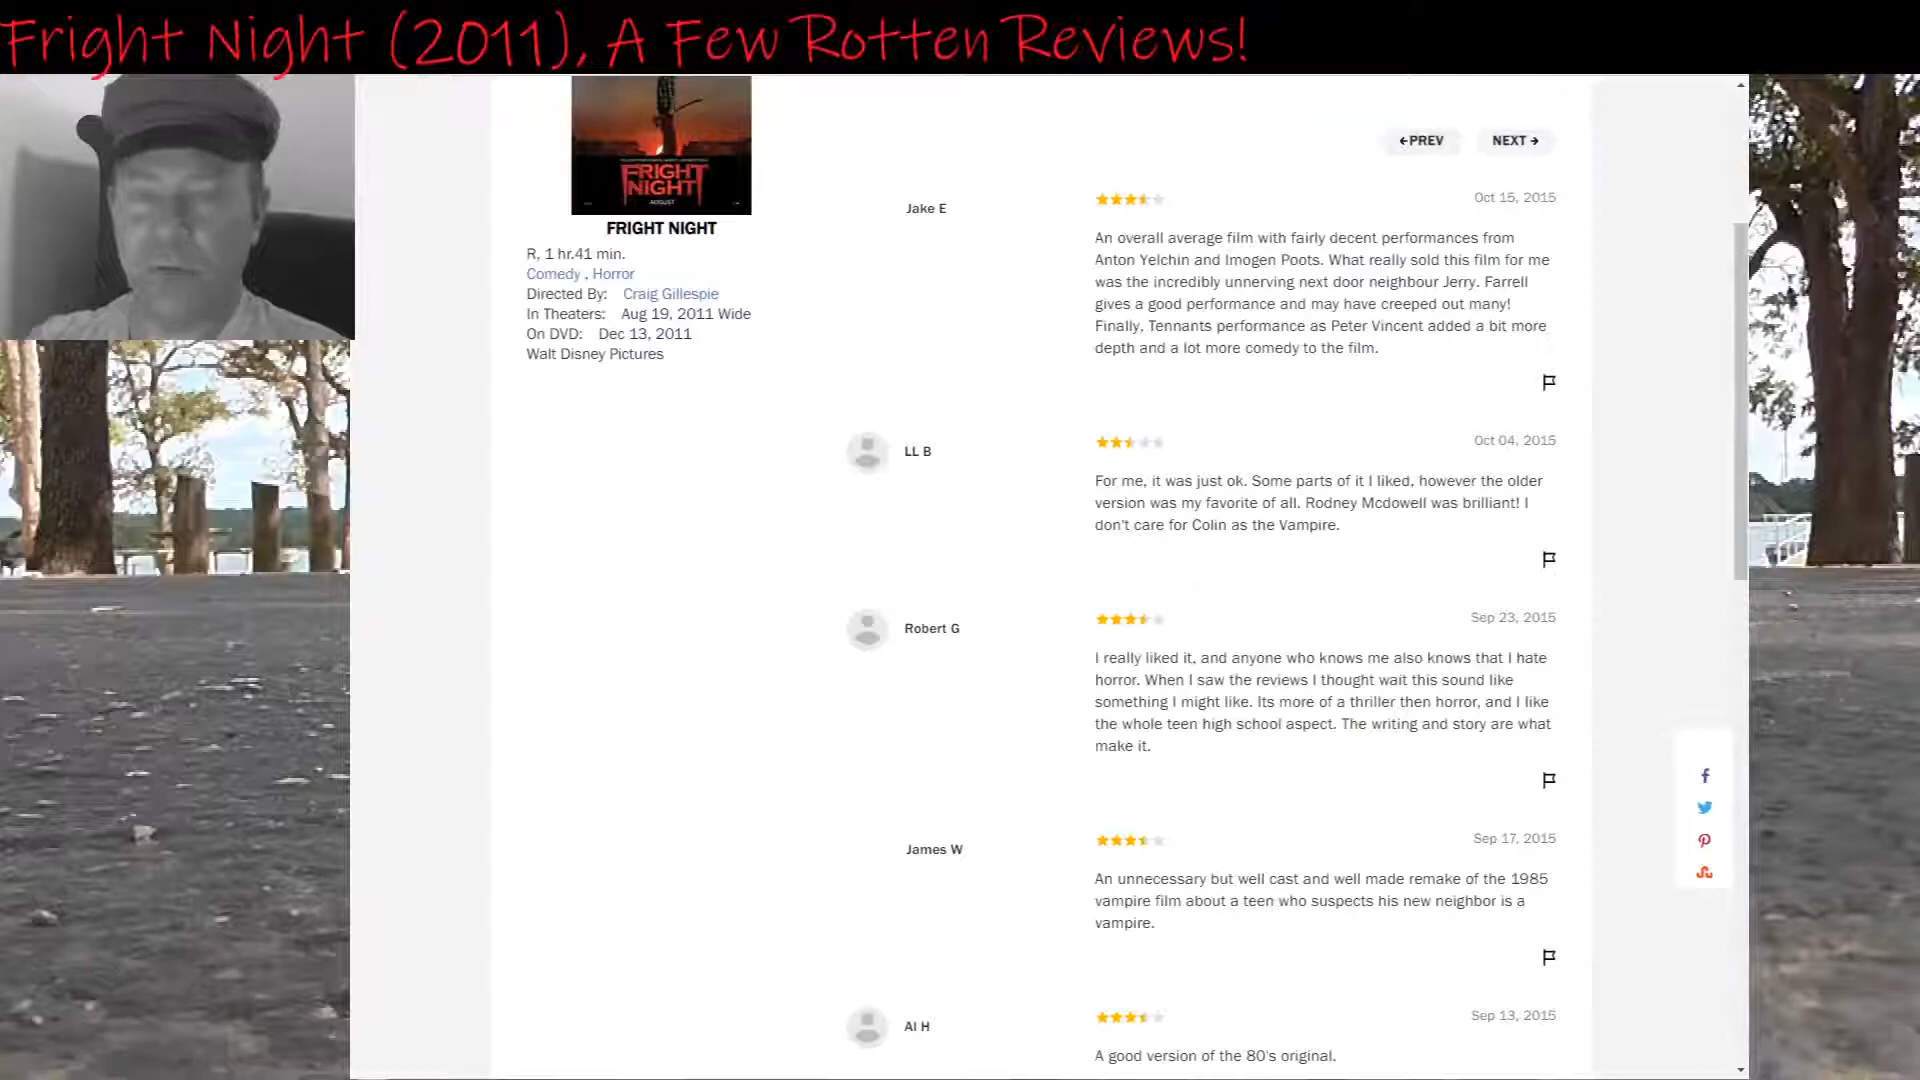 Fright Night (2011), A Few Rotten Reviews!
FRIGHT
NIGHT
AUGUST
FRIGHT NIGHT
R, 1 hr.41 min.
Comedy , Horror
Directed By: Craig Gillespie
In Theaters: Aug 19, 2011 Wide
On DVD: Dec 13, 2011
Walt Disney Pictures
PREV
NEXT
Jake E
Oct 15, 2015
An overall average film with fairly decent performances from
Anton Yelchin and Imogen Poots. What really sold this film for me
was the incredibly unnerving next door neighbour Jerry. Farrell
gives a good performance and may have creeped out many!
Finally, Tennants performance as Peter Vincent added a bit more
depth and a lot more comedy to the film.
LL B
Oct 04, 2015
For me, it was just ok. Some parts of it I liked, however the older
version was my favorite of all. Rodney Mcdowell was brilliant! I
don't care for Colin as the Vampire.
Robert G
Sep 23, 2015
I really liked it, and anyone who knows me also knows that I hate
horror. When I saw the reviews I thought wait this sound like
something I might like. Its more of a thriller then horror, and I like
the whole teen high school aspect. The writing and story are what
make it.
James W
Sep 17, 2015
An unnecessary but well cast and well made remake of the 1985
vampire film about a teen who suspects his new neighbor is a
vampire.
Al H
Sep 13, 2015
A good version of the 80's original.